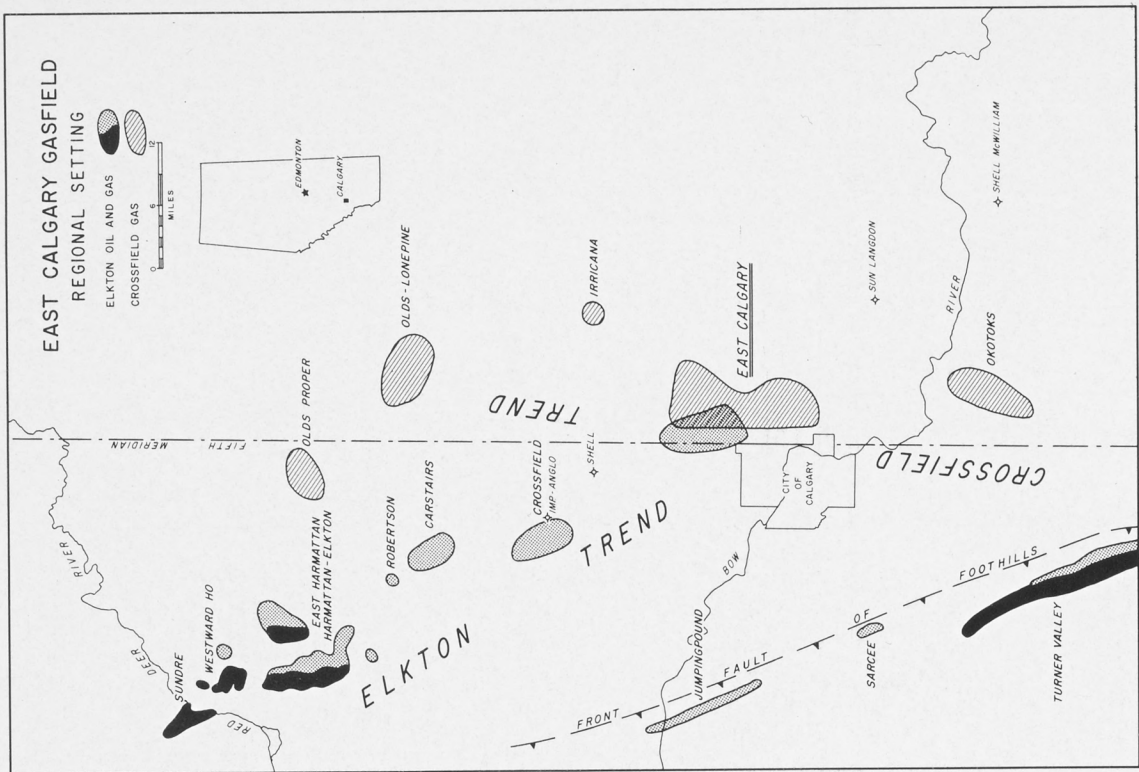 EAST CALGARY GASFIELD
REGIONAL SETTING
ELKTON OIL AND GAS
CROSSFIELD GAS
0 6 12
MILES
EDMONTON
CALGARY
RED
DEER
RIVER
SUNDRE
WESTWARD HO
EAST HARMATTAN
HARMATTAN-ELKTON
FIFTH
MERIDIAN
OLDS PROPER
OLDS-LONEPINE
ROBERTSON
CARSTAIRS
CROSSFIELD
IMP-ANGLO
SHELL
IRRICANA
ELKTON
TREND
CROSSFIELD
TREND
EAST CALGARY
CITY
OF
CALGARY
BOW
RIVER
SUN LANGDON
SHELL McWILLIAM
OKOTOKS
JUMPINGPOUND
FRONT
FAULT
OF
FOOTHILLS
SARCEE
TURNER VALLEY